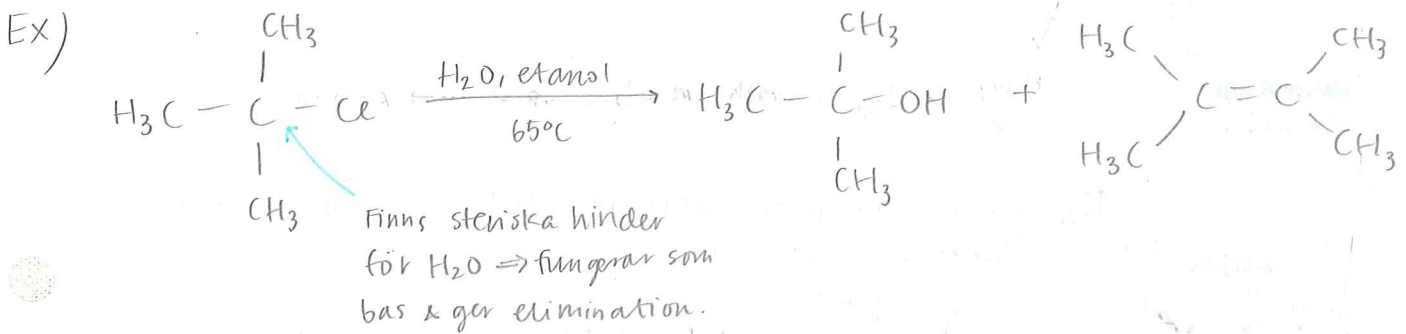 Ex)
CH3
CH3
H3C
CH3
H3C – C – Cl
H2O, etanol
65°C
H3C – C – OH
+
C = C
CH3
CH3
H3C
CH3
Finns steriska hinder
för H2O ⇒ fungerar som
bas & ger elimination.